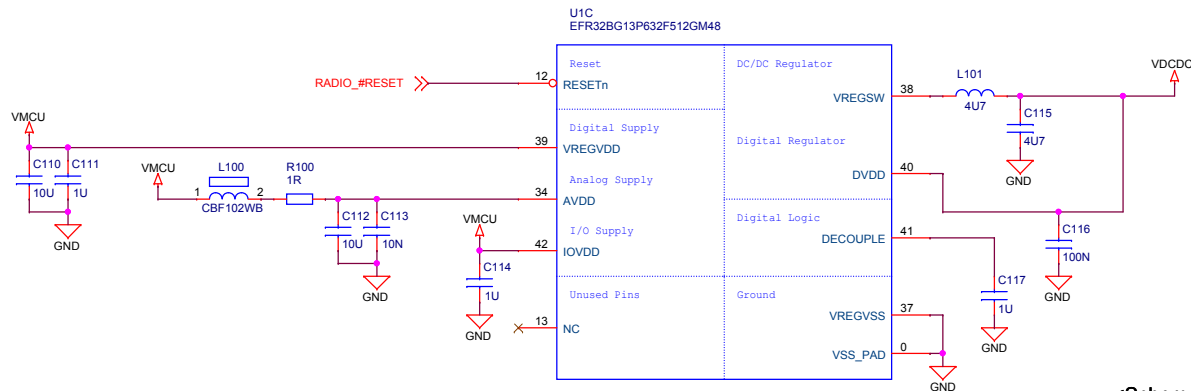 U1C
EFR32BG13P632F512GM48
Reset
DC/DC Regulator
RADIO_#RESET
12
RESETn
38
VREGSW
L101
4U7
VDCDC
C115
4U7
VMCU
Digital Supply
39
VREGVDD
Digital Regulator
C110
10U
C111
1U
GND
VMCU
L100
1
2
CBF102WB
R100
1R
Analog Supply
34
AVDD
40
DVDD
GND
C112
10U
C113
10N
GND
VMCU
I/O Supply
42
IOVDD
Digital Logic
41
DECOUPLE
C116
100N
GND
C114
1U
GND
C117
1U
GND
Unused Pins
13
NC
Ground
37
VREGVSS
0
VSS_PAD
GND